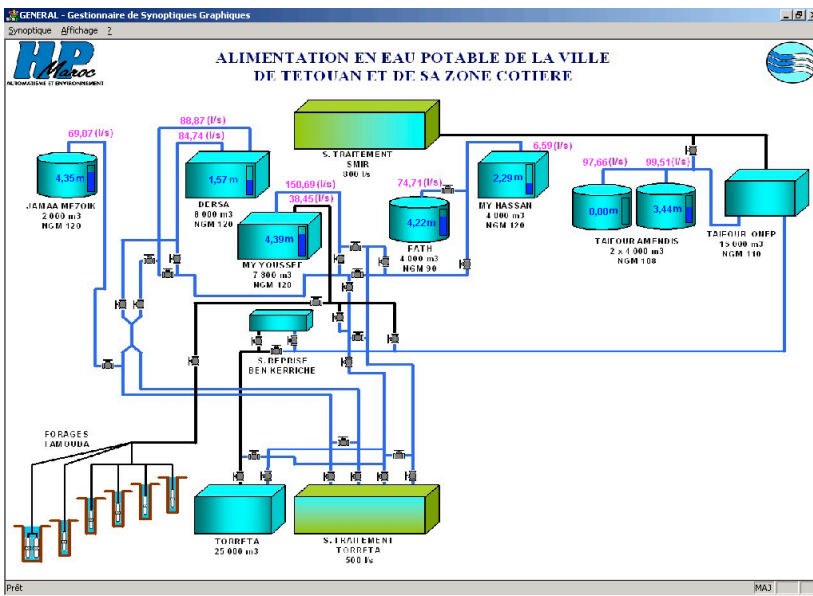 GENERAL - Gestionnaire de Synoptiques Graphiques
Synoptique Affichage ?
HP Maroc
AUTOMATISME ET ENVIRONNEMENT
ALIMENTATION EN EAU POTABLE DE LA VILLE
DE TETOUAN ET DE SA ZONE COTIERE
69,07 (l/s)
4,35 m
JAMAA MEZOIK
2 000 m3
NGM 120
88,87 (l/s)
84,74 (l/s)
1,57 m
DERSA
8 000 m3
NGM 120
150,69 (l/s)
38,45 (l/s)
4,39 m
MY YOUSSEF
7 800 m3
NGM 120
S. TRAITEMENT
SMIR
800 l/s
74,71 (l/s)
4,22 m
FATH
4 000 m3
NGM 90
6,59 (l/s)
2,29 m
MY HASSAN
4 000 m3
NGM 120
97,66 (l/s)
99,51 (l/s)
0,00 m
3,44 m
TAIFOUR AMENDIS
2 x 4 000 m3
NGM 108
TAIFOUR ONEP
15 000 m3
NGM 110
S. REPRISE
BEN KERRICHE
FORAGES
TAMOUDA
TORRETA
25 000 m3
S. TRAITEMENT
TORRETA
500 l/s
Prêt
MAJ